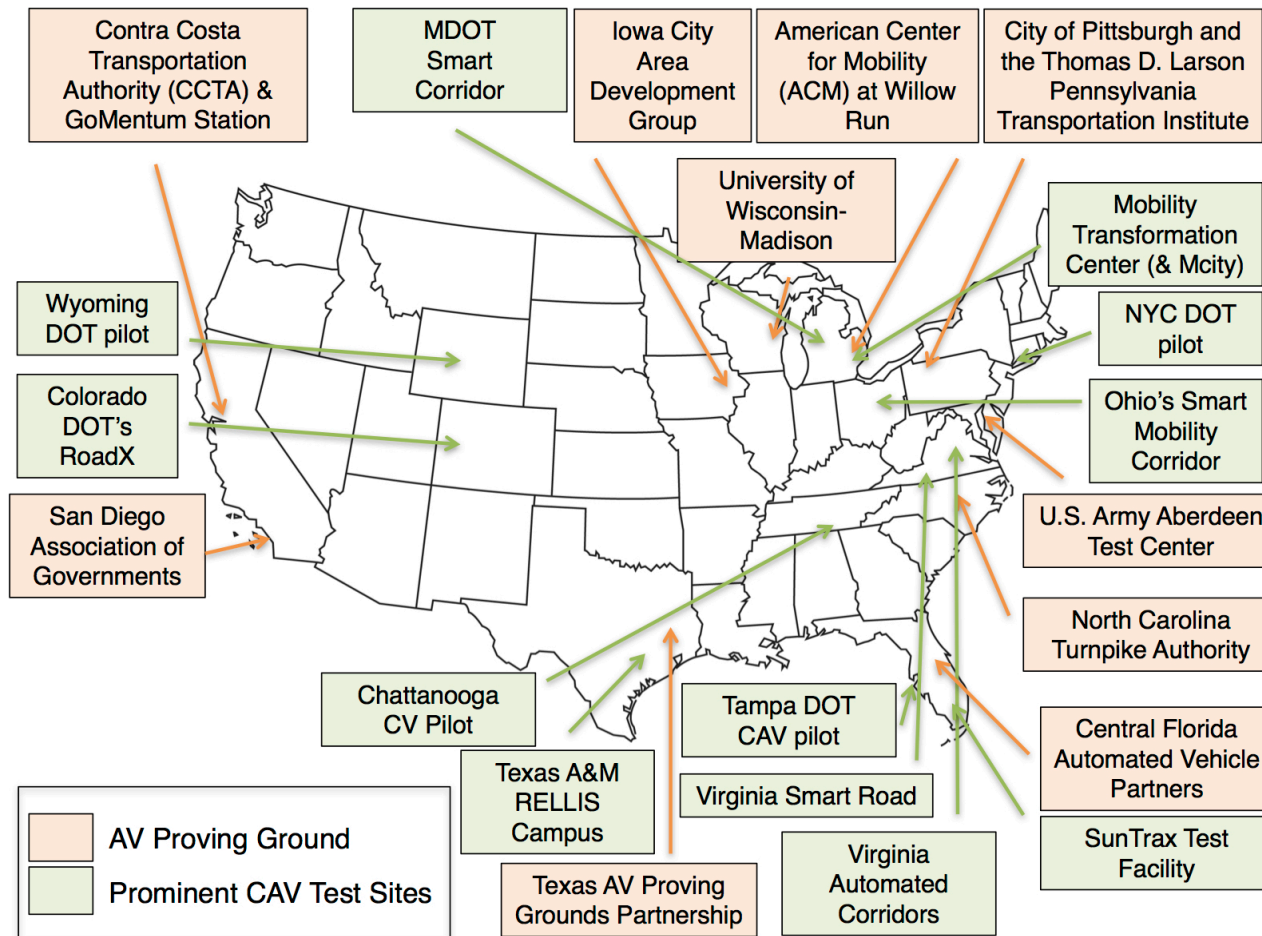 Contra Costa
Transportation
Authority (CCTA) &
GoMentum Station
MDOT
Smart
Corridor
Iowa City
Area
Development
Group
American Center
for Mobility
(ACM) at Willow
Run
City of Pittsburgh and
the Thomas D. Larson
Pennsylvania
Transportation Institute
University of
Wisconsin-
Madison
Mobility
Transformation
Center (& Mcity)
Wyoming
DOT pilot
NYC DOT
pilot
Colorado
DOT's
RoadX
Ohio's Smart
Mobility
Corridor
San Diego
Association of
Governments
U.S. Army Aberdeen
Test Center
North Carolina
Turnpike Authority
Chattanooga
CV Pilot
Tampa DOT
CAV pilot
Central Florida
Automated Vehicle
Partners
Texas A&M
RELLIS
Campus
Virginia Smart Road
SunTrax Test
Facility
Virginia
Automated
Corridors
Texas AV Proving
Grounds Partnership
AV Proving Ground
Prominent CAV Test Sites